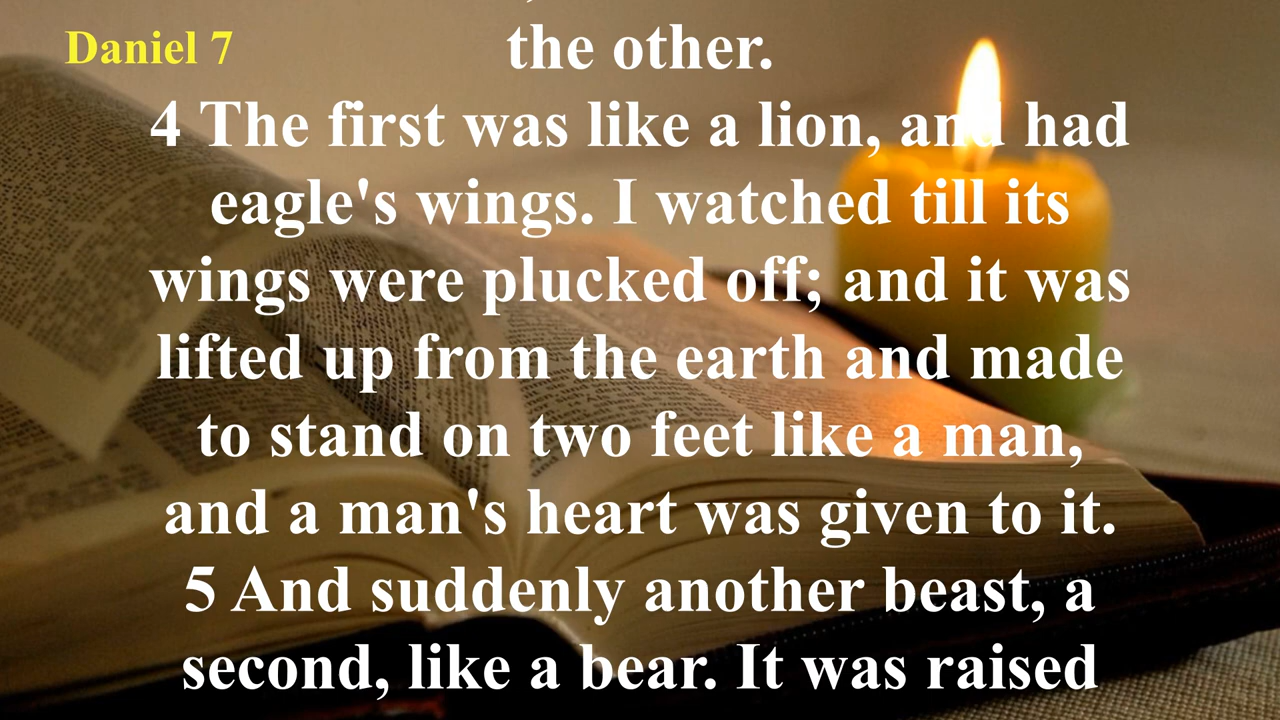 Daniel 7
the other.
4 The first was like a lion, and had
eagle's wings. I watched till its
wings were plucked off; and it was
lifted up from the earth and made
to stand on two feet like a man,
and a man's heart was given to it.
5 And suddenly another beast, a
second, like a bear. It was raised